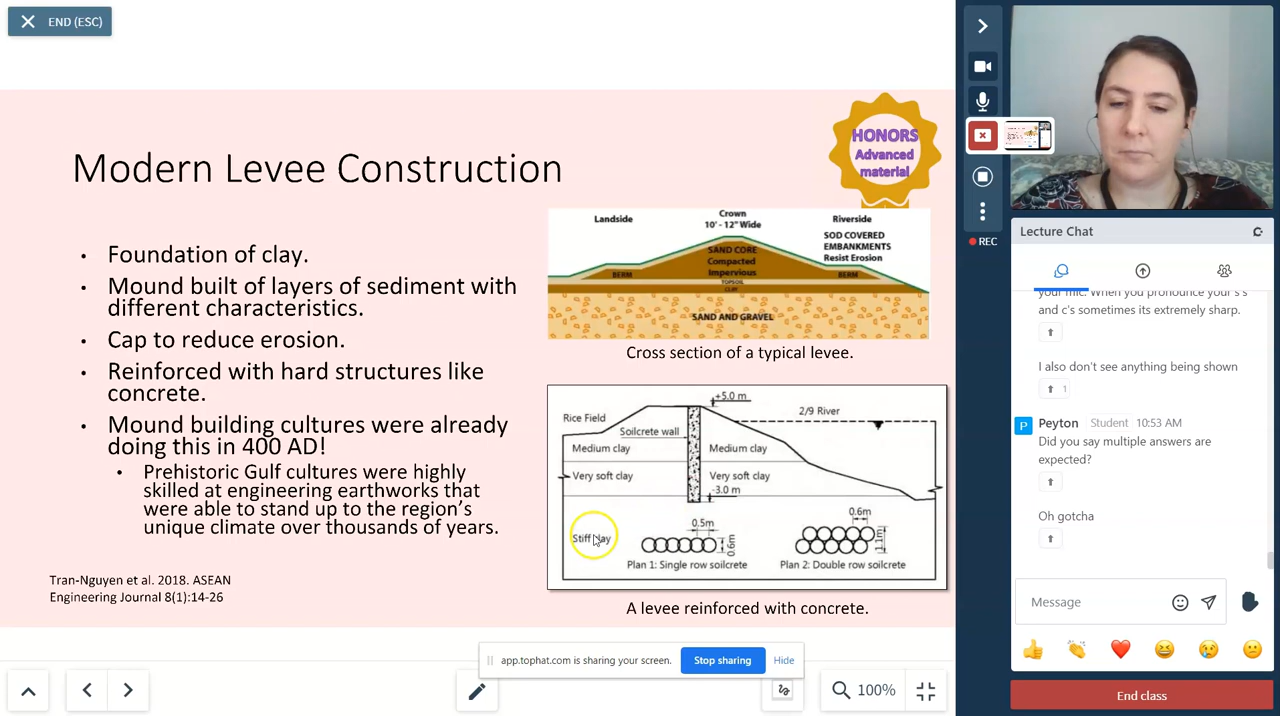 END (ESC)
HONORS
Advanced
material
Modern Levee Construction
Foundation of clay.
Mound built of layers of sediment with
different characteristics.
Cap to reduce erosion.
Reinforced with hard structures like
concrete.
Mound building cultures were already
doing this in 400 AD!
Prehistoric Gulf cultures were highly
skilled at engineering earthworks that
were able to stand up to the region's
unique climate over thousands of years.
Tran-Nguyen et al. 2018. ASEAN
Engineering Journal 8(1):14-26
Landside
Crown
10' - 12" Wide
Riverside
SOD COVERED
EMBANKMENTS
Resist Erosion
SAND CORE
Compacted
Impervious
BERM
BERM
TOPSOIL
CLAY
SAND AND GRAVEL
Cross section of a typical levee.
+5.0 m
2/9 River
Rice Field
Soilcrete wall
Medium clay
Medium clay
Very soft clay
Very soft clay
-3.0 m
Stiff clay
0.5m
0.6m
0.6m
1.1m
Plan 1: Single row soilcrete
Plan 2: Double row soilcrete
A levee reinforced with concrete.
app.tophat.com is sharing your screen.
Stop sharing
Hide
100%
REC
Lecture Chat
your mic. When you pronounce your s's
and c's sometimes its extremely sharp.
I also don't see anything being shown
1
P
Peyton Student 10:53 AM
Did you say multiple answers are
expected?
Oh gotcha
Message
End class